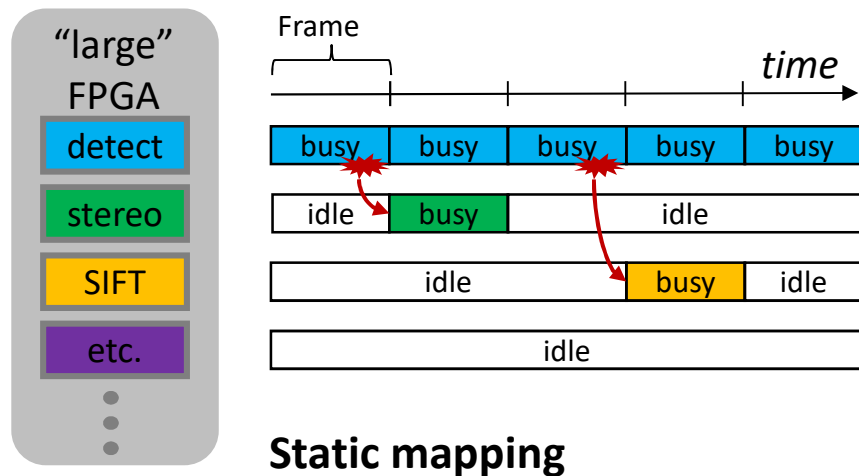 “large”
FPGA
detect
stereo
SIFT
etc.
Frame
time
busy busy busy busy busy
idle busy idle
idle busy idle
idle
Static mapping